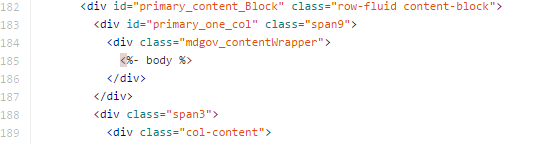 182 <div id="primary_content_Block" class="row-fluid content-block">
183 <div id="primary_one_col" class="span9">
184 <div class="mdgov_contentWrapper">
185 <%- body %>
186 </div>
187 </div>
188 <div class="span3">
189 <div class="col-content">